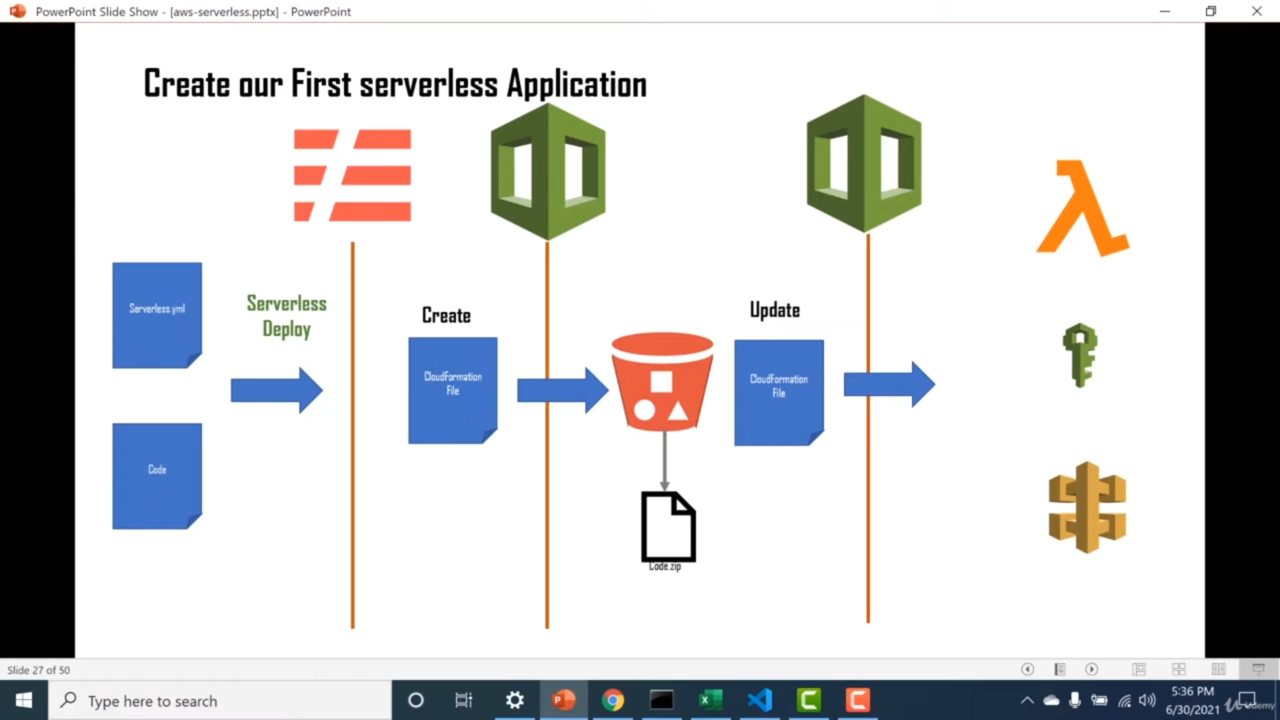 PowerPoint Slide Show - [aws-serverless.pptx] - PowerPoint
Create our First serverless Application
Serverless.yml
Serverless
Deploy
Code
Create
CloudFormation
File
Code.zip
Update
CloudFormation
File
Slide 27 of 50
Type here to search
5:36 PM
6/30/2021
Udemy